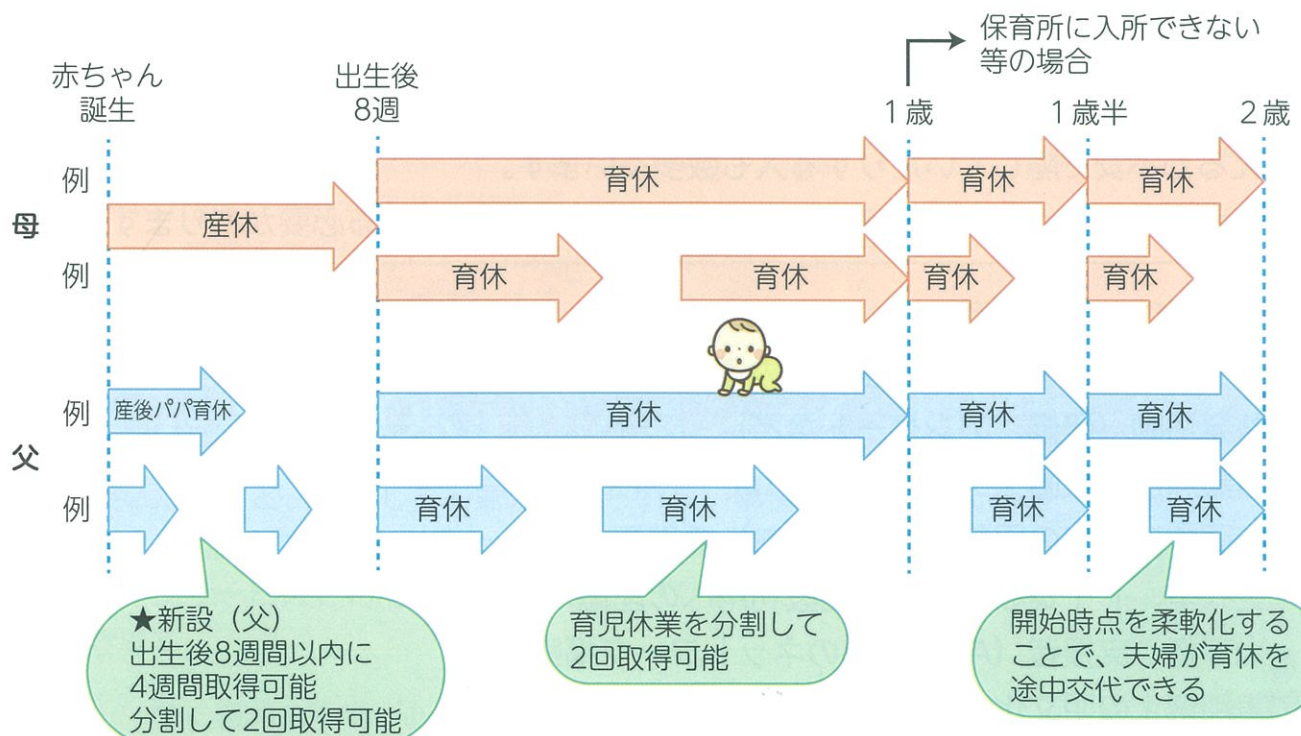 保育所に入所できない
等の場合
赤ちゃん
誕生
出生後
8週
1歳
1歳半
2歳
母
例
育休
育休
育休
産休
例
育休
育休
育休
育休
父
例
産後パパ育休
育休
育休
育休
例
育休
育休
育休
育休
★新設(父)
出生後8週間以内に
4週間取得可能
分割して2回取得可能
育児休業を分割して
2回取得可能
開始時点を柔軟化する
ことで、夫婦が育休を
途中交代できる